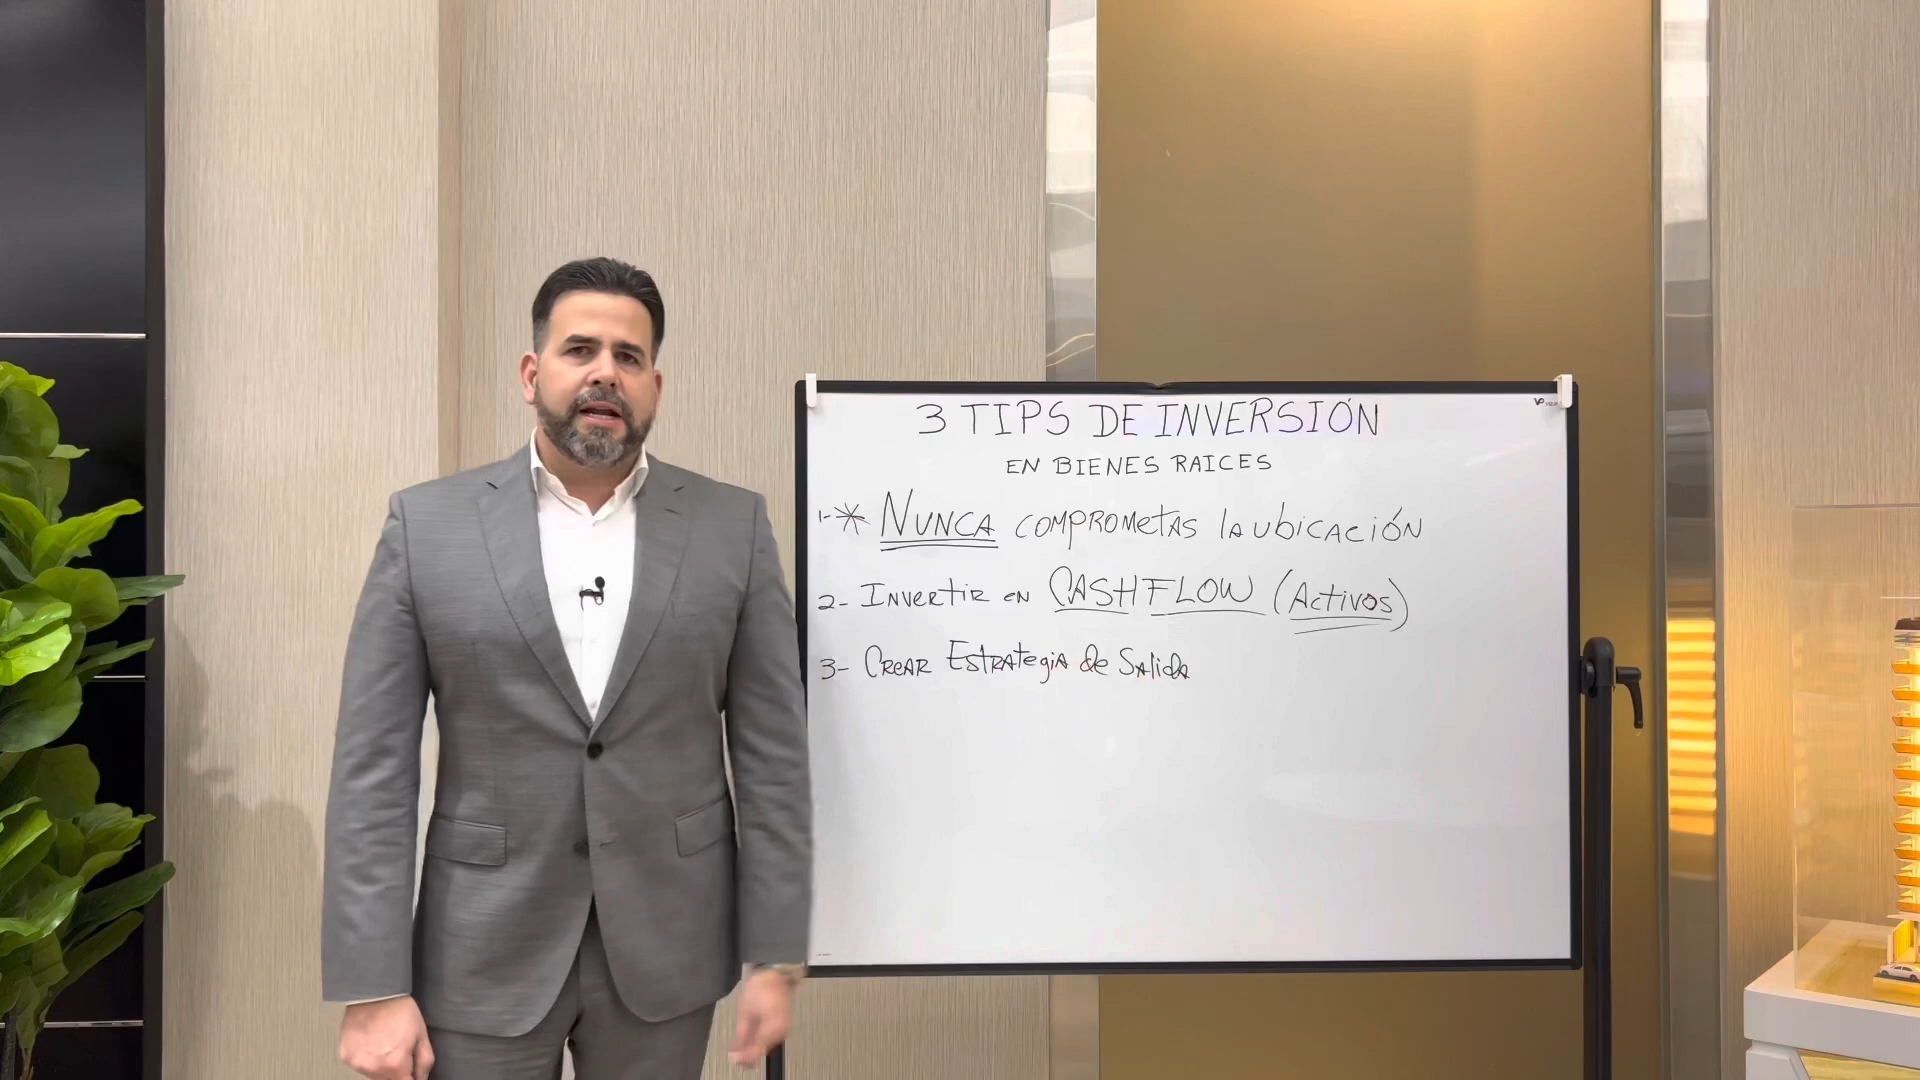 3 TIPS DE INVERSIÓN
EN BIENES RAICES
1-* NUNCA COMPROMETAS LA UBICACIÓN
2- INVERTIR EN CASHFLOW (ACTIVOS)
3- CREAR ESTRATEGIA DE SALIDA